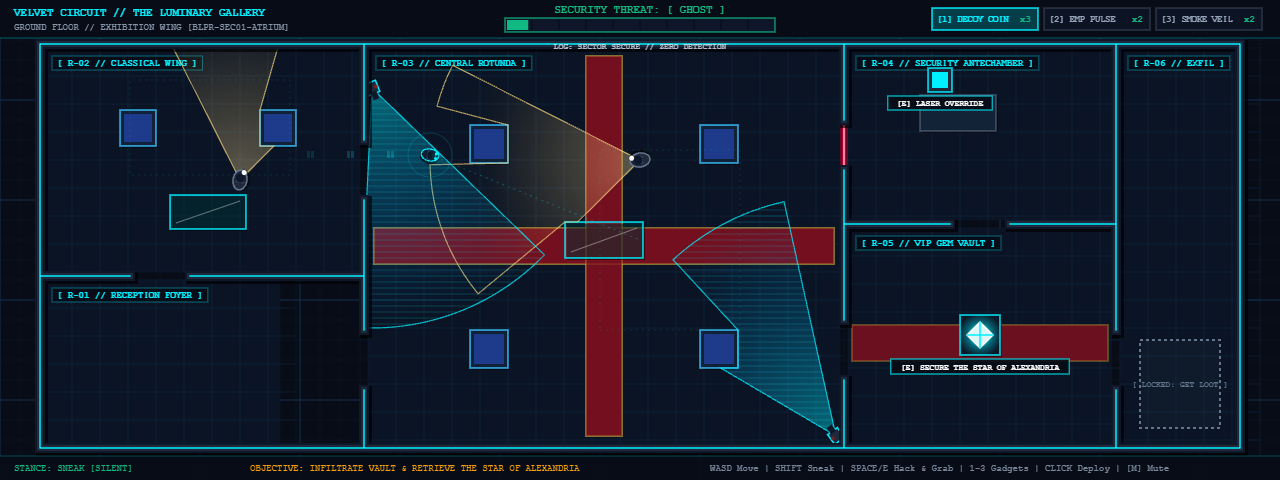 VELVET CIRCUIT // THE LUMINARY GALLERY
GROUND FLOOR // EXHIBITION WING [BLPR-SEC01-ATRIUM]
SECURITY THREAT: [ GHOST ]
[1] DECOY COIN x3
[2] EMP PULSE x2
[3] SMOKE VEIL x2
LOG: SECTOR SECURE // ZERO DETECTION
[ R-02 // CLASSICAL WING ]
[ R-03 // CENTRAL ROTUNDA ]
[ R-04 // SECURITY ANTECHAMBER ]
[ R-06 // EXFIL ]
[E] LASER OVERRIDE
[ R-05 // VIP GEM VAULT ]
[ R-01 // RECEPTION FOYER ]
[E] SECURE THE STAR OF ALEXANDRIA
[ LOCKED: GET LOOT ]
STANCE: SNEAK [SILENT]
OBJECTIVE: INFILTRATE VAULT & RETRIEVE THE STAR OF ALEXANDRIA
WASD Move | SHIFT Sneak | SPACE/E Hack & Grab | 1-3 Gadgets | CLICK Deploy | [M] Mute